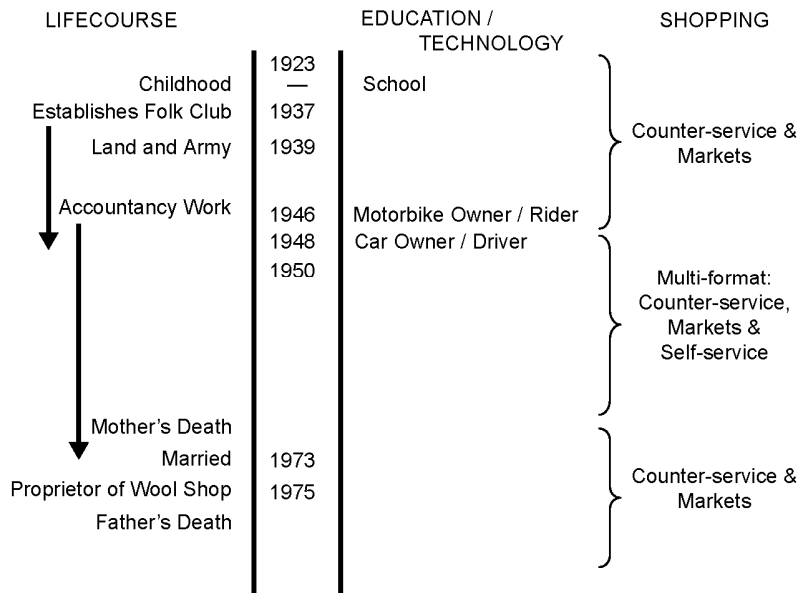 LIFECOURSE
EDUCATION /
TECHNOLOGY
SHOPPING
1923
Childhood — School
Establishes Folk Club 1937
Counter-service &
Markets
Land and Army 1939
Accountancy Work
1946 Motorbike Owner / Rider
1948 Car Owner / Driver
1950
Multi-format:
Counter-service,
Markets &
Self-service
Mother's Death
Married 1973
Proprietor of Wool Shop 1975
Counter-service &
Markets
Father's Death